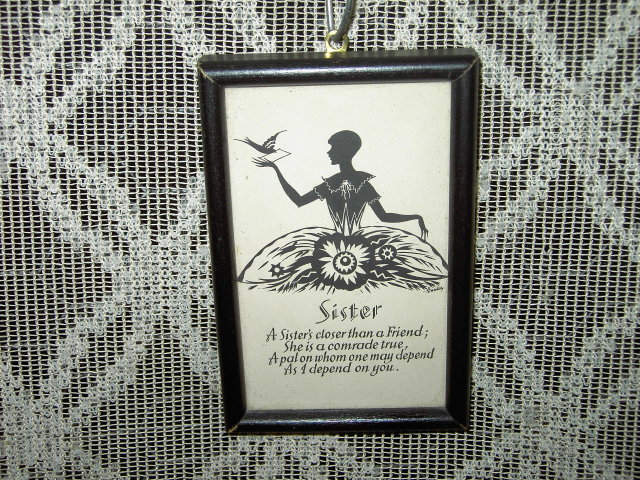 Sister
A Sister's closer than a Friend;
She is a comrade true,
A pal on whom one may depend
As I depend on you.